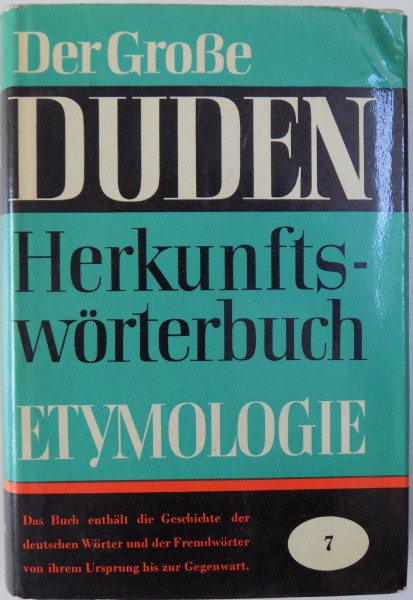 Der Große
DUDEN
Herkunfts-
wörterbuch
ETYMOLOGIE
Das Buch enthält die Geschichte der
deutschen Wörter und der Fremdwörter
von ihrem Ursprung bis zur Gegenwart.
7